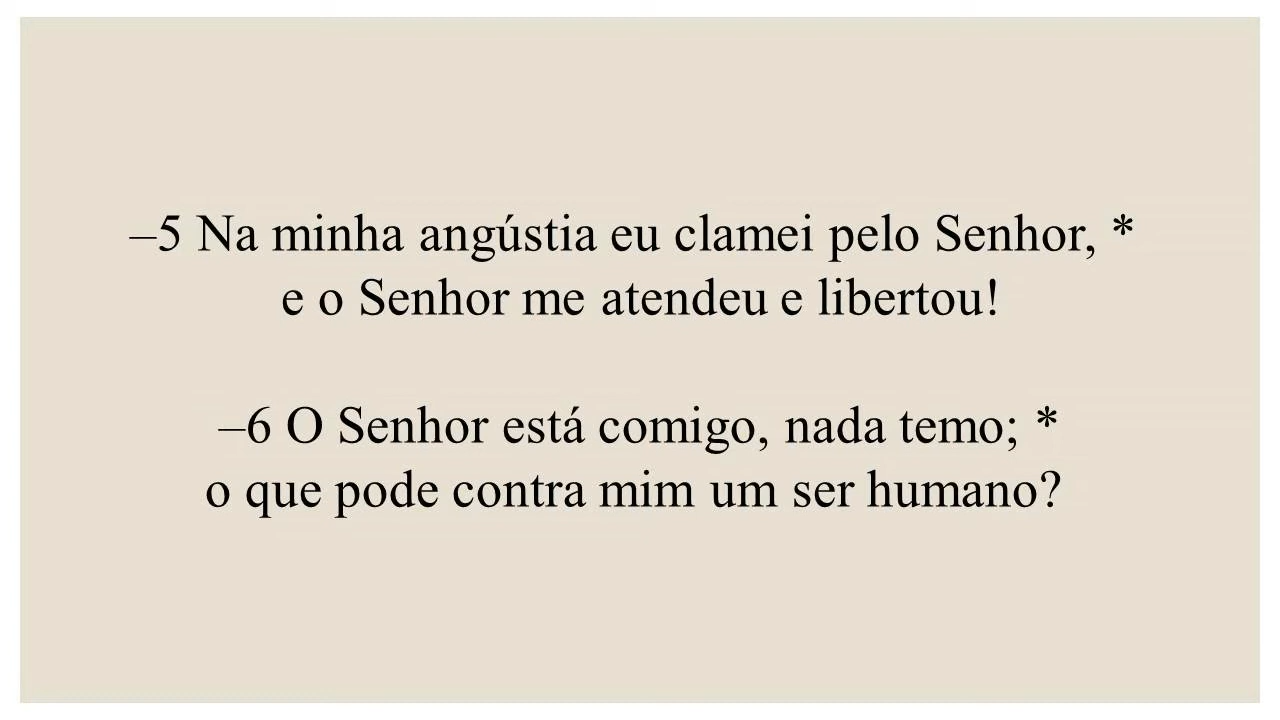 –5 Na minha angústia eu clamei pelo Senhor, *
e o Senhor me atendeu e libertou!
–6 O Senhor está comigo, nada temo; *
o que pode contra mim um ser humano?